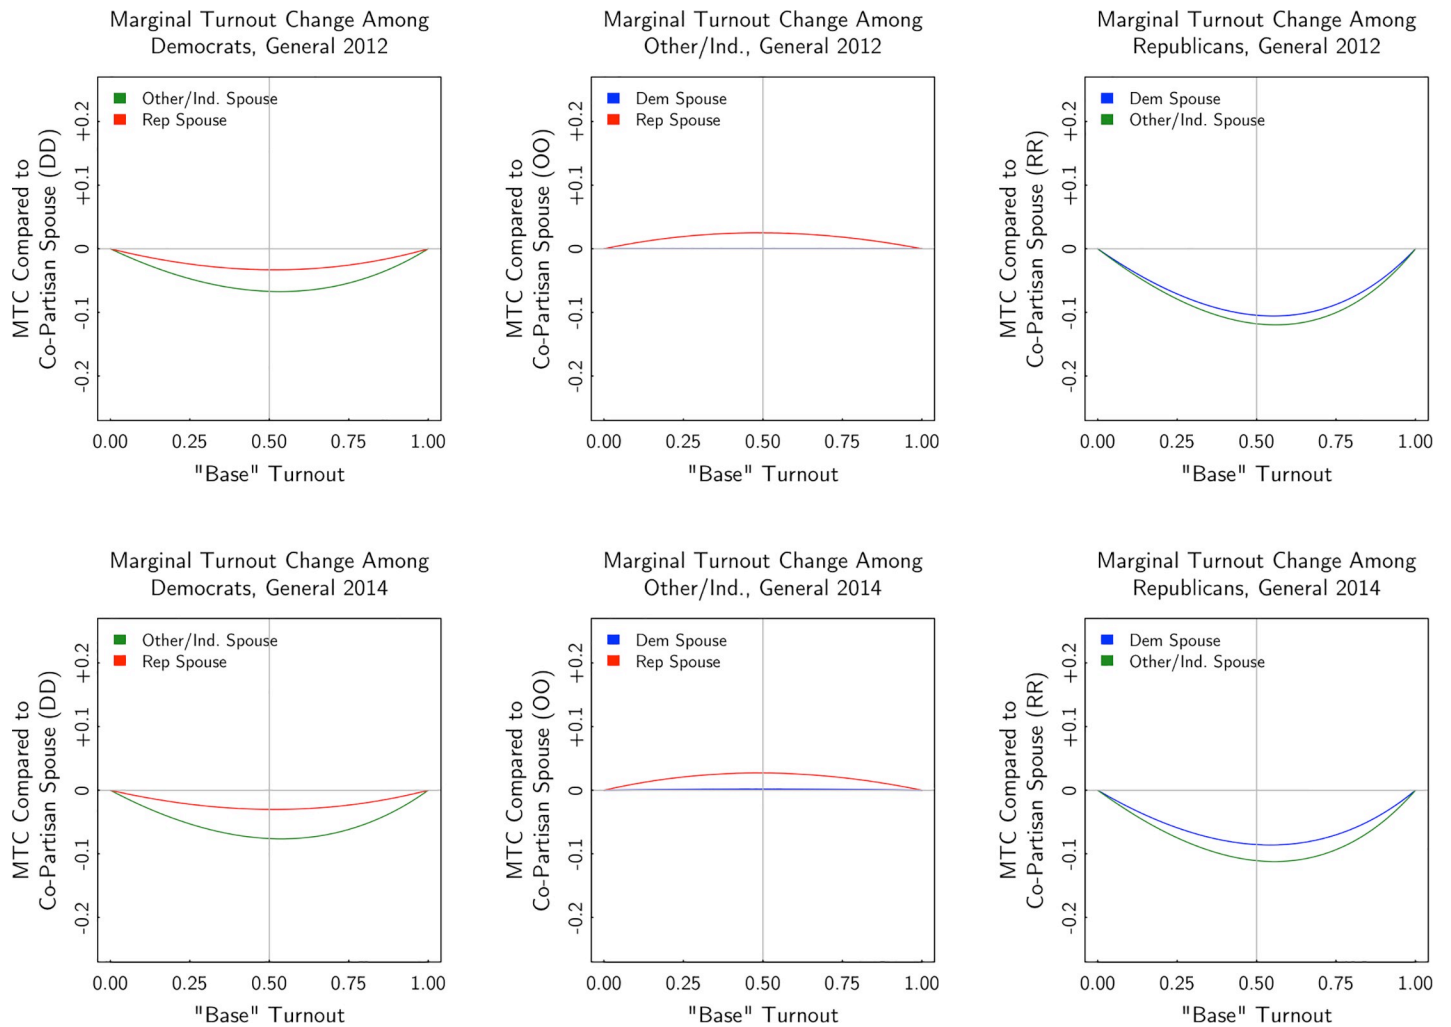 Marginal Turnout Change Among
Democrats, General 2012
Other/Ind. Spouse
Rep Spouse
MTC Compared to
Co-Partisan Spouse (DD)
+0.2
+0.1
0
-0.1
-0.2
0.00 0.25 0.50 0.75 1.00
"Base" Turnout
Marginal Turnout Change Among
Other/Ind., General 2012
Dem Spouse
Rep Spouse
MTC Compared to
Co-Partisan Spouse (OO)
+0.2
+0.1
0
-0.1
-0.2
0.00 0.25 0.50 0.75 1.00
"Base" Turnout
Marginal Turnout Change Among
Republicans, General 2012
Dem Spouse
Other/Ind. Spouse
MTC Compared to
Co-Partisan Spouse (RR)
+0.2
+0.1
0
-0.1
-0.2
0.00 0.25 0.50 0.75 1.00
"Base" Turnout
Marginal Turnout Change Among
Democrats, General 2014
Other/Ind. Spouse
Rep Spouse
MTC Compared to
Co-Partisan Spouse (DD)
+0.2
+0.1
0
-0.1
-0.2
0.00 0.25 0.50 0.75 1.00
"Base" Turnout
Marginal Turnout Change Among
Other/Ind., General 2014
Dem Spouse
Rep Spouse
MTC Compared to
Co-Partisan Spouse (OO)
+0.2
+0.1
0
-0.1
-0.2
0.00 0.25 0.50 0.75 1.00
"Base" Turnout
Marginal Turnout Change Among
Republicans, General 2014
Dem Spouse
Other/Ind. Spouse
MTC Compared to
Co-Partisan Spouse (RR)
+0.2
+0.1
0
-0.1
-0.2
0.00 0.25 0.50 0.75 1.00
"Base" Turnout